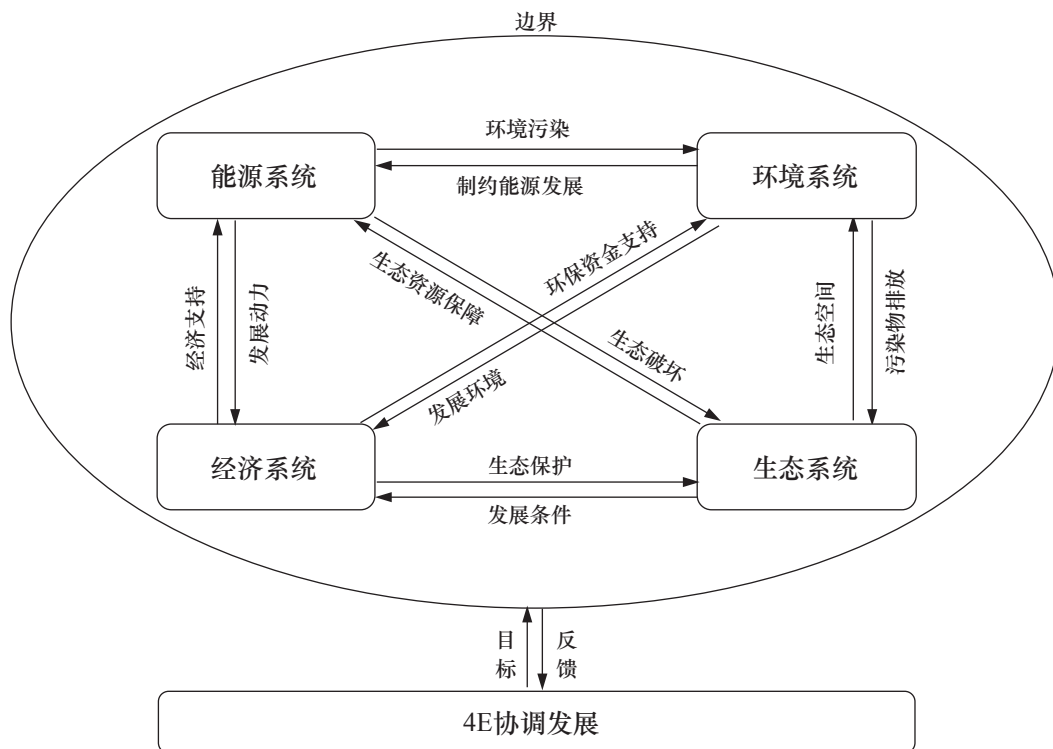 边界
环境污染
能源系统
环境系统
制约能源发展
生态资源保障
环保资金支持
经济支持
发展动力
生态空间
污染物排放
生态破坏
发展环境
经济系统
生态保护
生态系统
发展条件
目标
反馈
4E协调发展